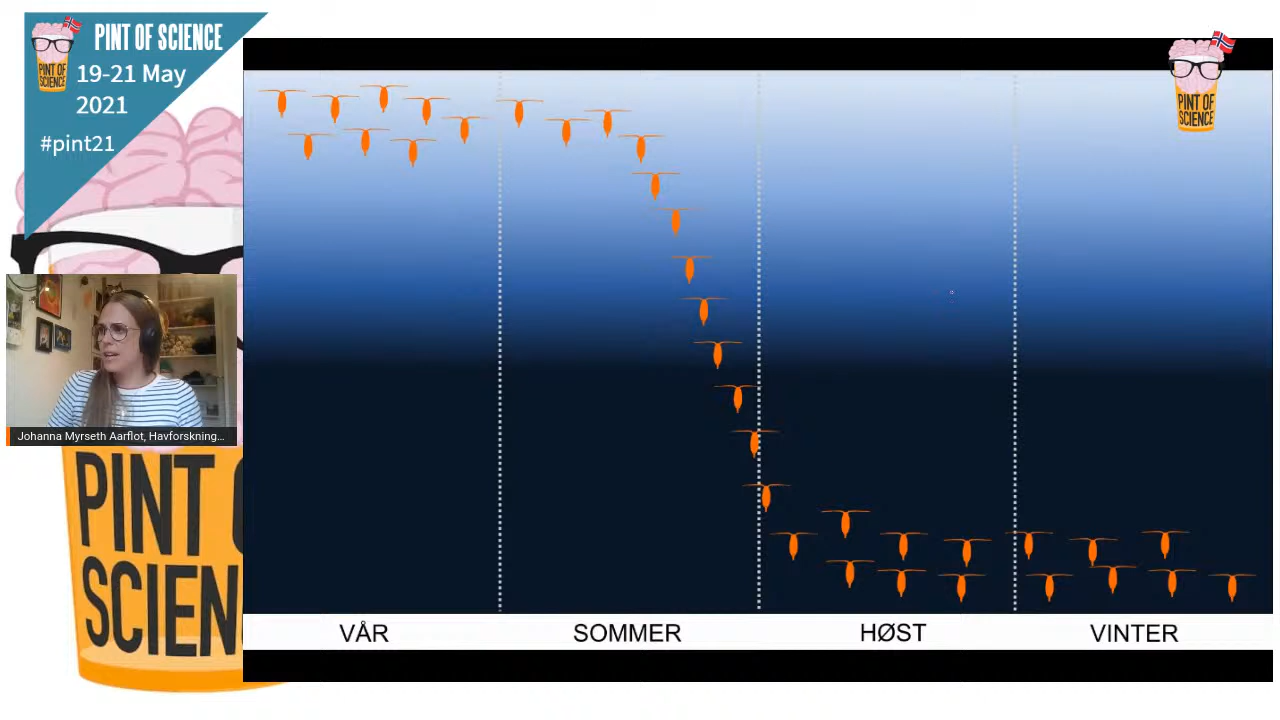 PINT OF SCIENCE
19-21 May
2021
#pint21
PINT OF
SCIENCE
PINT OF
SCIENCE
Johanna Myrseth Aarflot, Havforskning...
PINT O
SCIEN
VÅR
SOMMER
HØST
VINTER